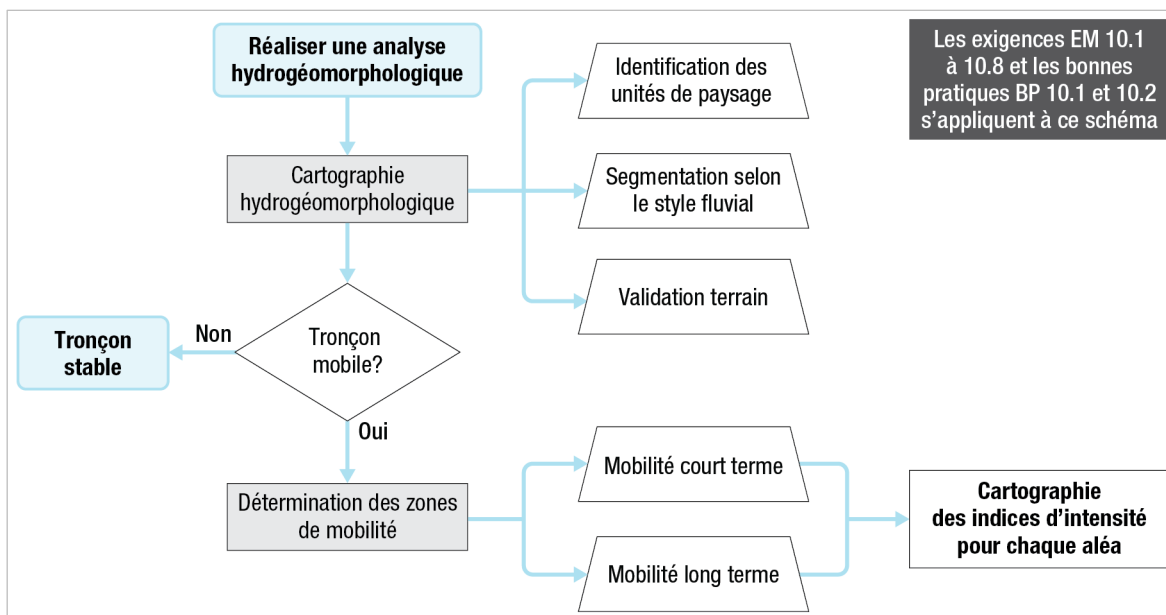 Réaliser une analyse
hydrogéomorphologique
Identification des
unités de paysage
Les exigences EM 10.1
à 10.8 et les bonnes
pratiques BP 10.1 et 10.2
s’appliquent à ce schéma
Cartographie
hydrogéomorphologique
Segmentation selon
le style fluvial
Validation terrain
Tronçon
mobile?
Non
Tronçon
stable
Oui
Détermination des zones
de mobilité
Mobilité court terme
Mobilité long terme
Cartographie
des indices d’intensité
pour chaque aléa